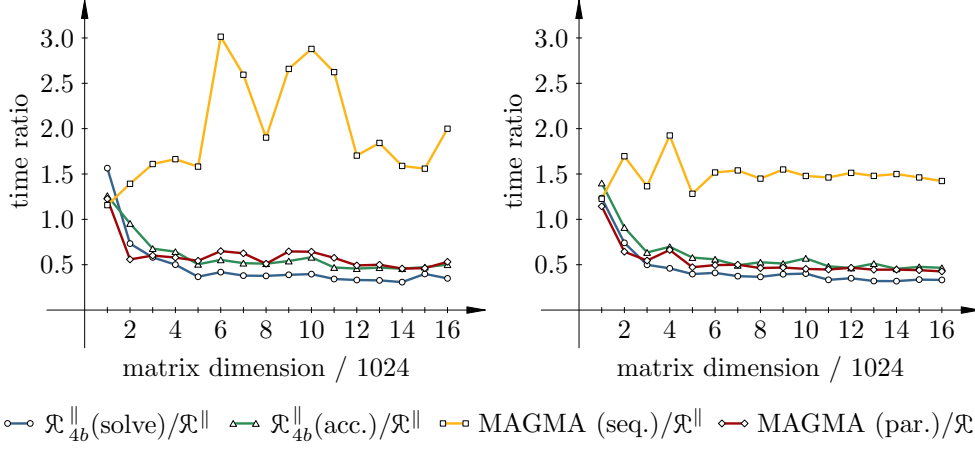 3.0
2.5
2.0
1.5
1.0
0.5
time ratio
2 4 6 8 10 12 14 16
matrix dimension / 1024
3.0
2.5
2.0
1.5
1.0
0.5
time ratio
2 4 6 8 10 12 14 16
matrix dimension / 1024
ℛ∥4b(solve)/ℛ∥ ℛ∥4b(acc.)/ℛ∥ MAGMA (seq.)/ℛ∥ MAGMA (par.)/ℛ